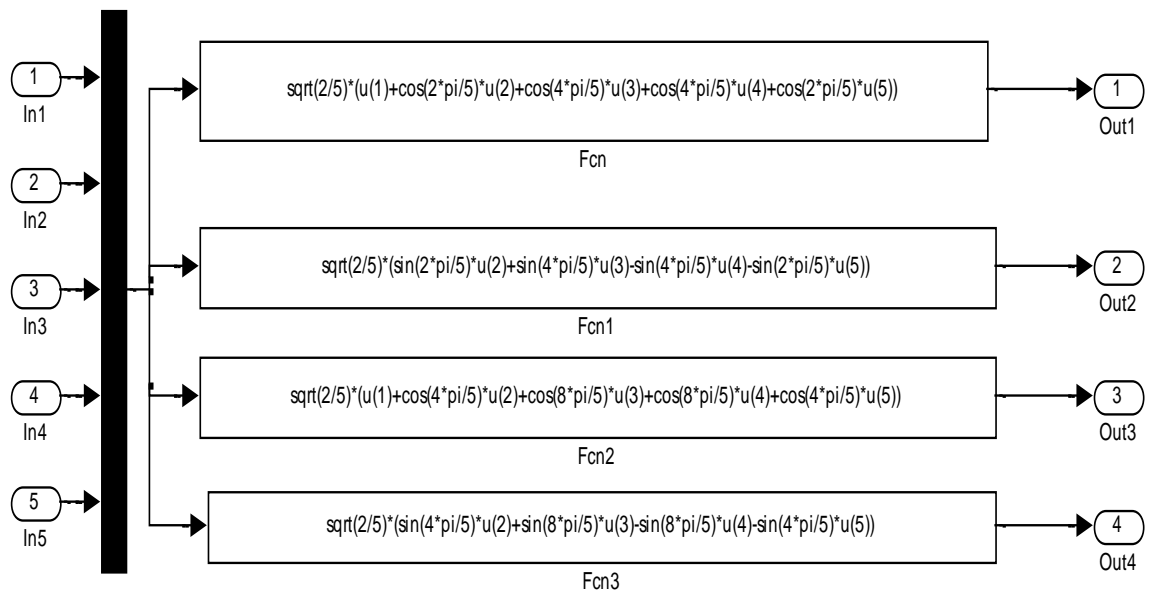 1
In1
2
In2
3
In3
4
In4
5
In5
sqrt(2/5)*(u(1)+cos(2*pi/5)*u(2)+cos(4*pi/5)*u(3)+cos(4*pi/5)*u(4)+cos(2*pi/5)*u(5))
Fcn
sqrt(2/5)*(sin(2*pi/5)*u(2)+sin(4*pi/5)*u(3)-sin(4*pi/5)*u(4)-sin(2*pi/5)*u(5))
Fcn1
sqrt(2/5)*(u(1)+cos(4*pi/5)*u(2)+cos(8*pi/5)*u(3)+cos(8*pi/5)*u(4)+cos(4*pi/5)*u(5))
Fcn2
sqrt(2/5)*(sin(4*pi/5)*u(2)+sin(8*pi/5)*u(3)-sin(8*pi/5)*u(4)-sin(4*pi/5)*u(5))
Fcn3
1
Out1
2
Out2
3
Out3
4
Out4